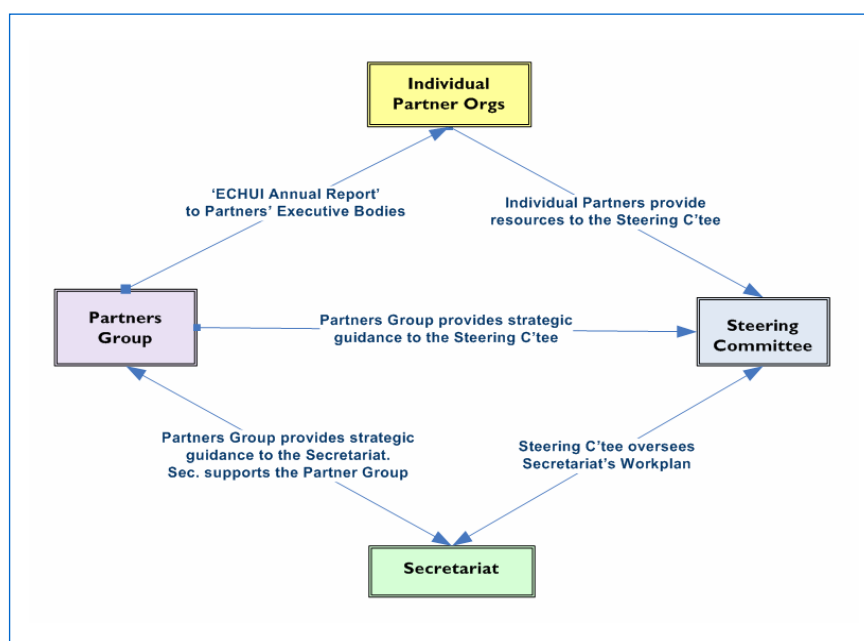 Individual
Partner Orgs
‘ECHUI Annual Report’
to Partners’ Executive Bodies
Individual Partners provide
resources to the Steering C’tee
Partners
Group
Partners Group provides strategic
guidance to the Steering C’tee
Steering
Committee
Partners Group provides strategic
guidance to the Secretariat.
Sec. supports the Partner Group
Steering C’tee oversees
Secretariat’s Workplan
Secretariat